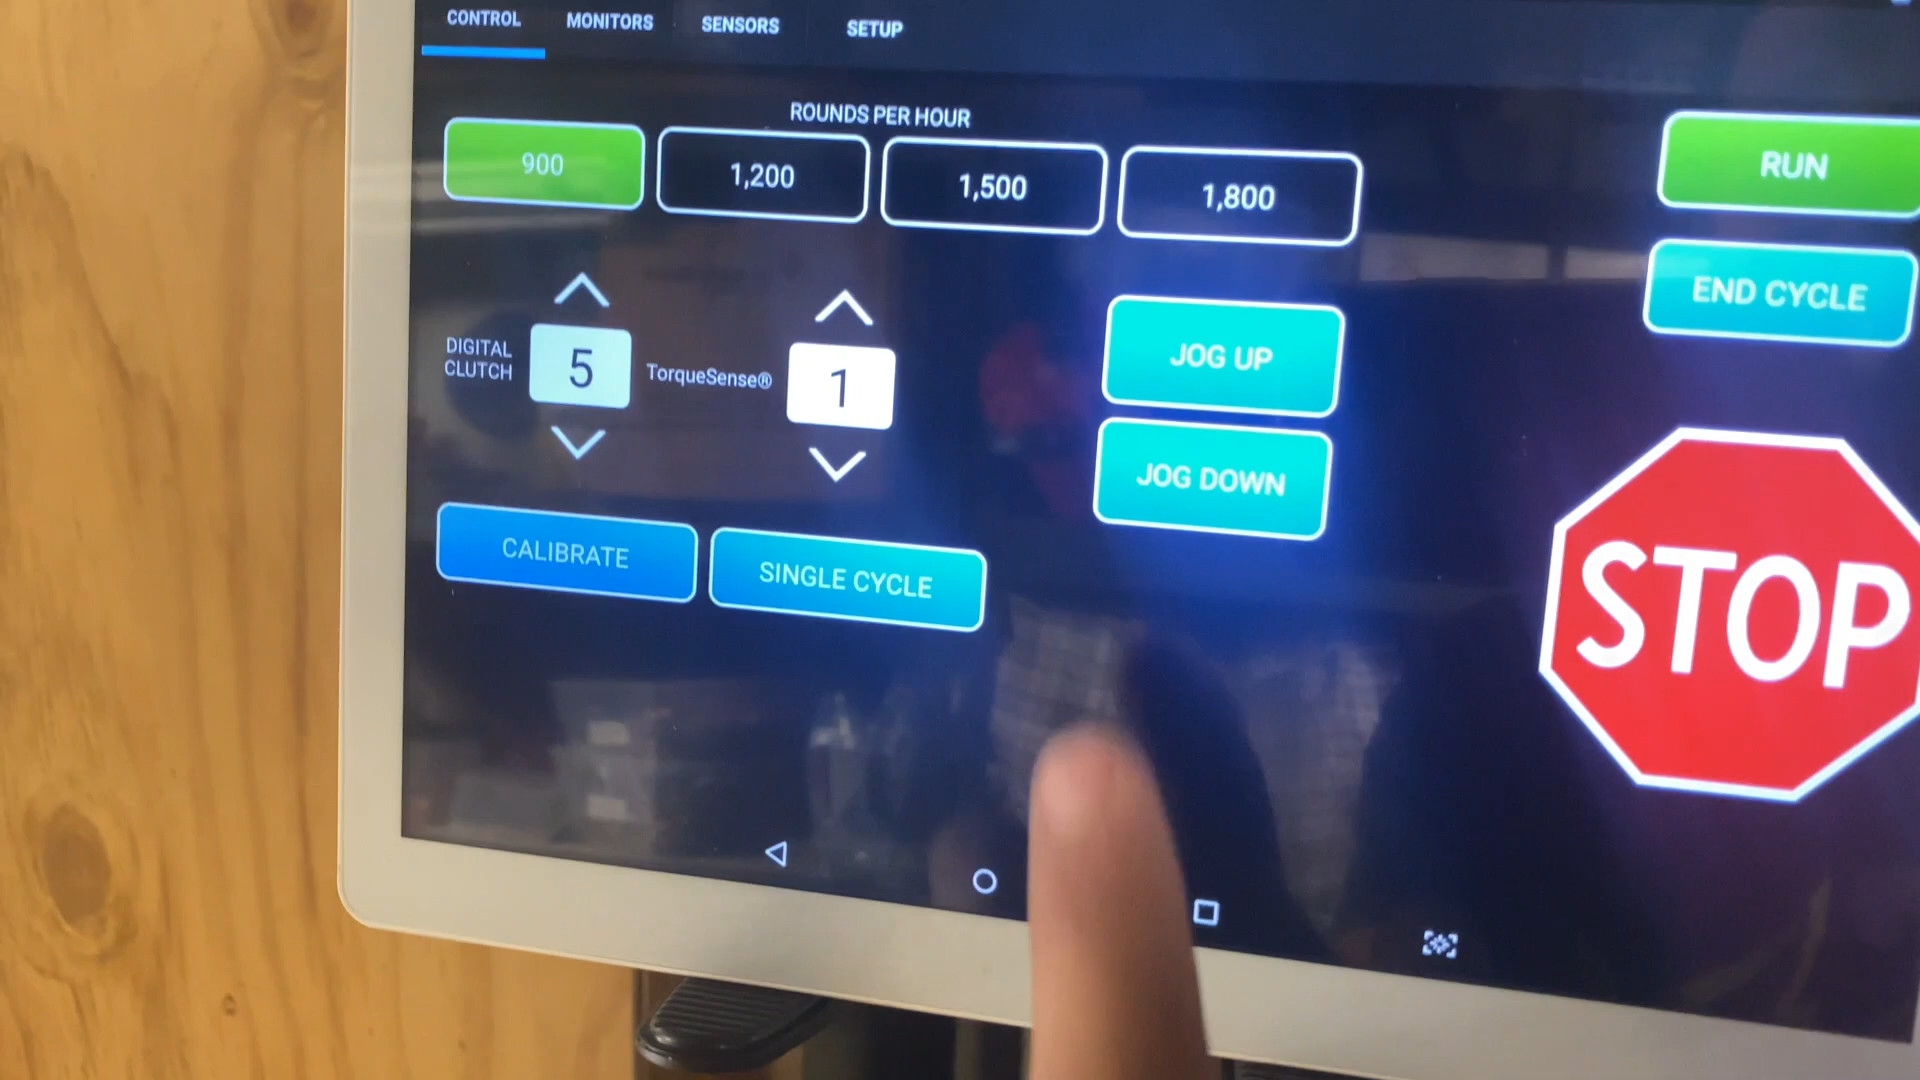 CONTROL MONITORS SENSORS SETUP
ROUNDS PER HOUR
900 1,200 1,500 1,800
RUN
END CYCLE
DIGITAL
CLUTCH
5
TorqueSense®
1
JOG UP
JOG DOWN
CALIBRATE
SINGLE CYCLE
STOP